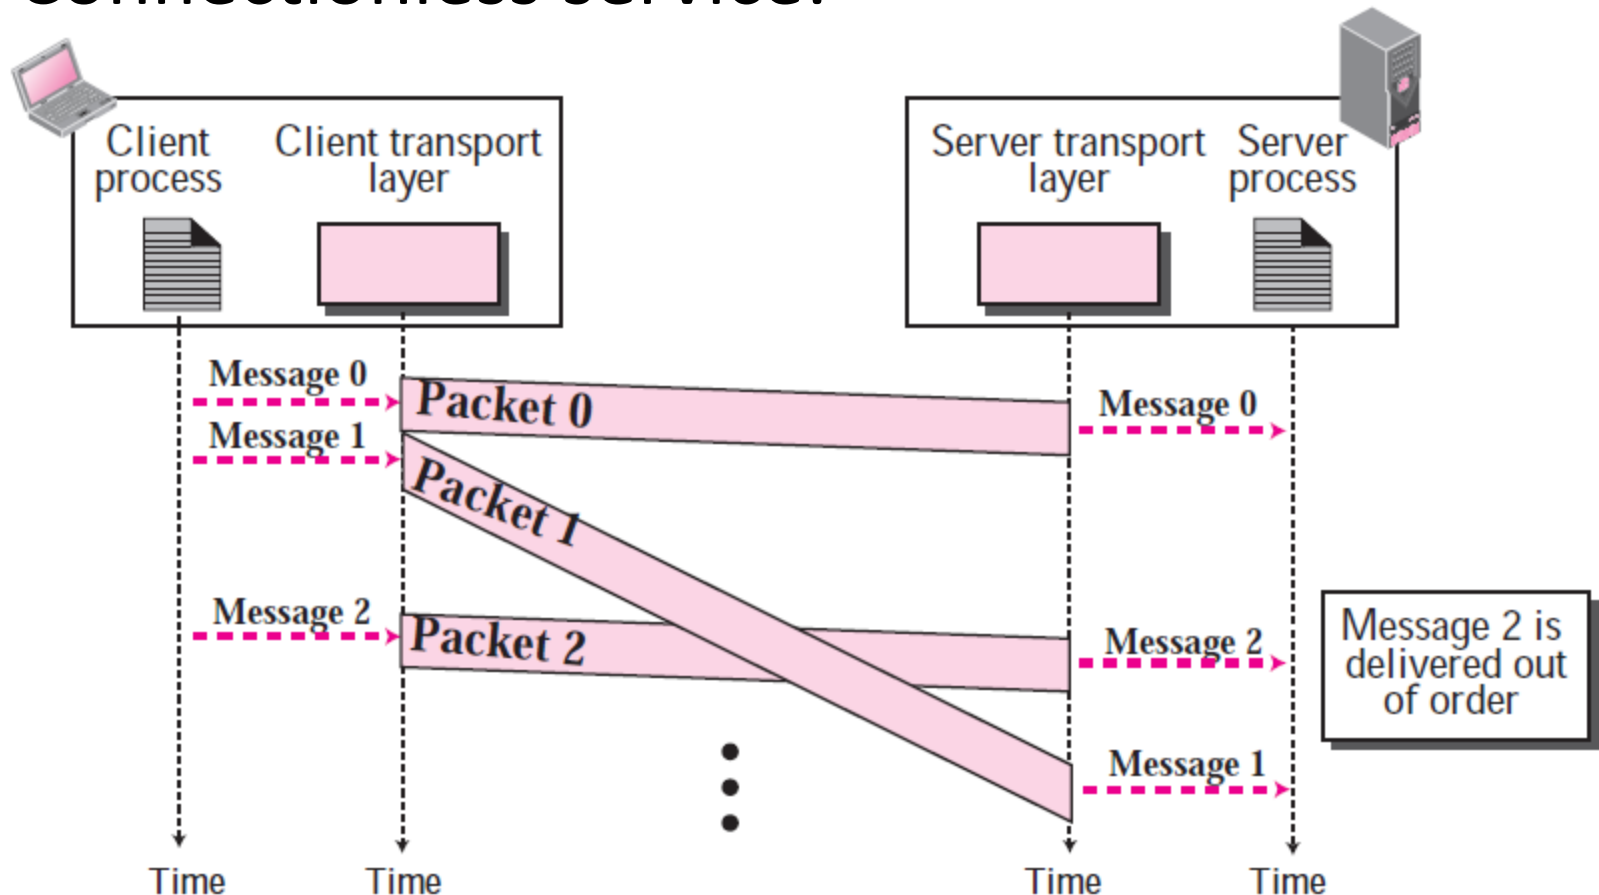 Connectionless service:
Client process
Client transport layer
Server transport layer
Server process
Message 0
Packet 0
Message 0
Message 1
Packet 1
Message 2
Packet 2
Message 2
Message 2 is
delivered out
of order
Message 1
Time
Time
Time
Time